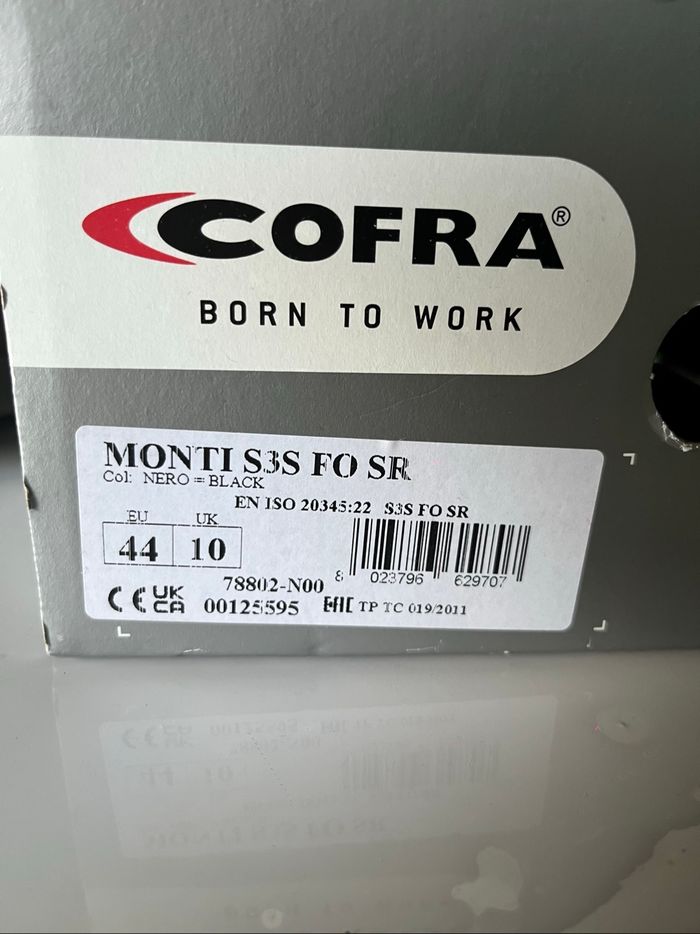 COFRA®
BORN TO WORK
MONTI S3S FO SR
Col: NERO = BLACK
EN ISO 20345:22 S3S FO SR
EU UK
44 10
8 023796 629707
78802-N00
CE UK CA 00125595 EAC TP TC 019/2011